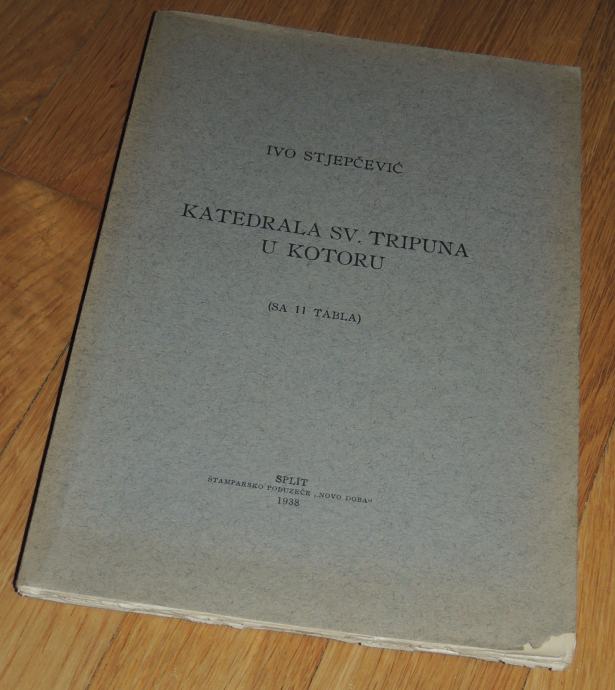 IVO STJEPČEVIĆ
KATEDRALA SV. TRIPUNA
U KOTORU
(SA 11 TABLA)
SPLIT
ŠTAMPARSKO PODUZEĆE „NOVO DOBA“
1938